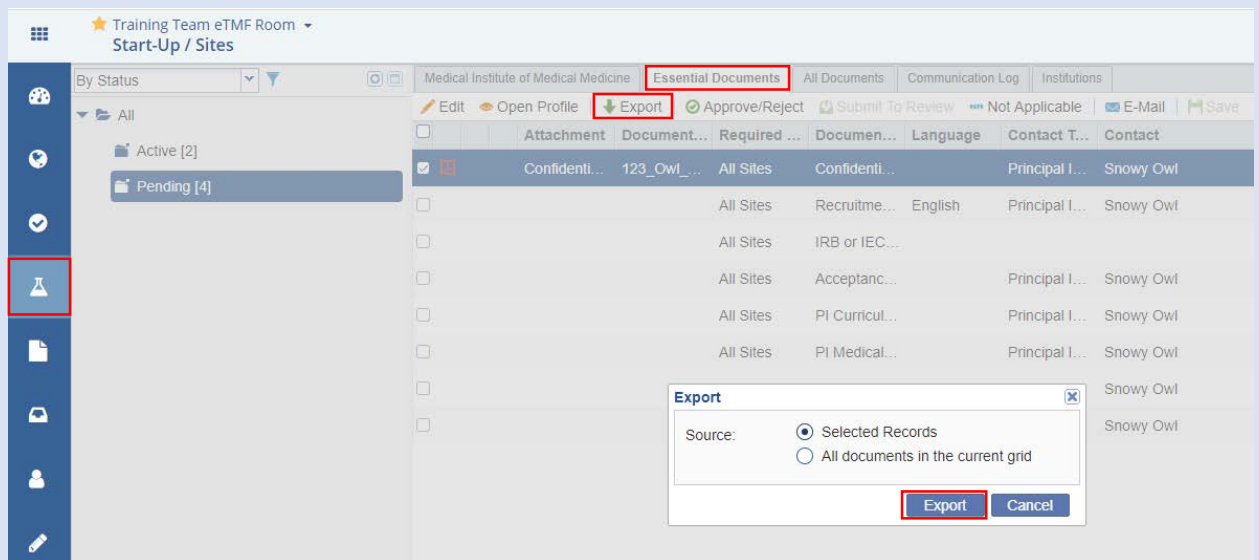 Training Team eTMF Room
Start-Up / Sites
By Status
All
Active [2]
Pending [4]
Medical Institute of Medical Medicine Essential Documents All Documents Communication Log Institutions
Edit Open Profile Export Approve/Reject Submit To Review Not Applicable E-Mail Save
Attachment Document... Required ... Documen... Language Contact T... Contact
Confidenti... 123_Owl_... All Sites Confidenti... Principal I... Snowy Owl
All Sites Recruitme... English Principal I... Snowy Owl
All Sites IRB or IEC...
All Sites Acceptanc... Principal I... Snowy Owl
All Sites PI Curricul... Principal I... Snowy Owl
All Sites PI Medical... Principal I... Snowy Owl
Snowy Owl
Snowy Owl
Export
Source: Selected Records
All documents in the current grid
Export Cancel